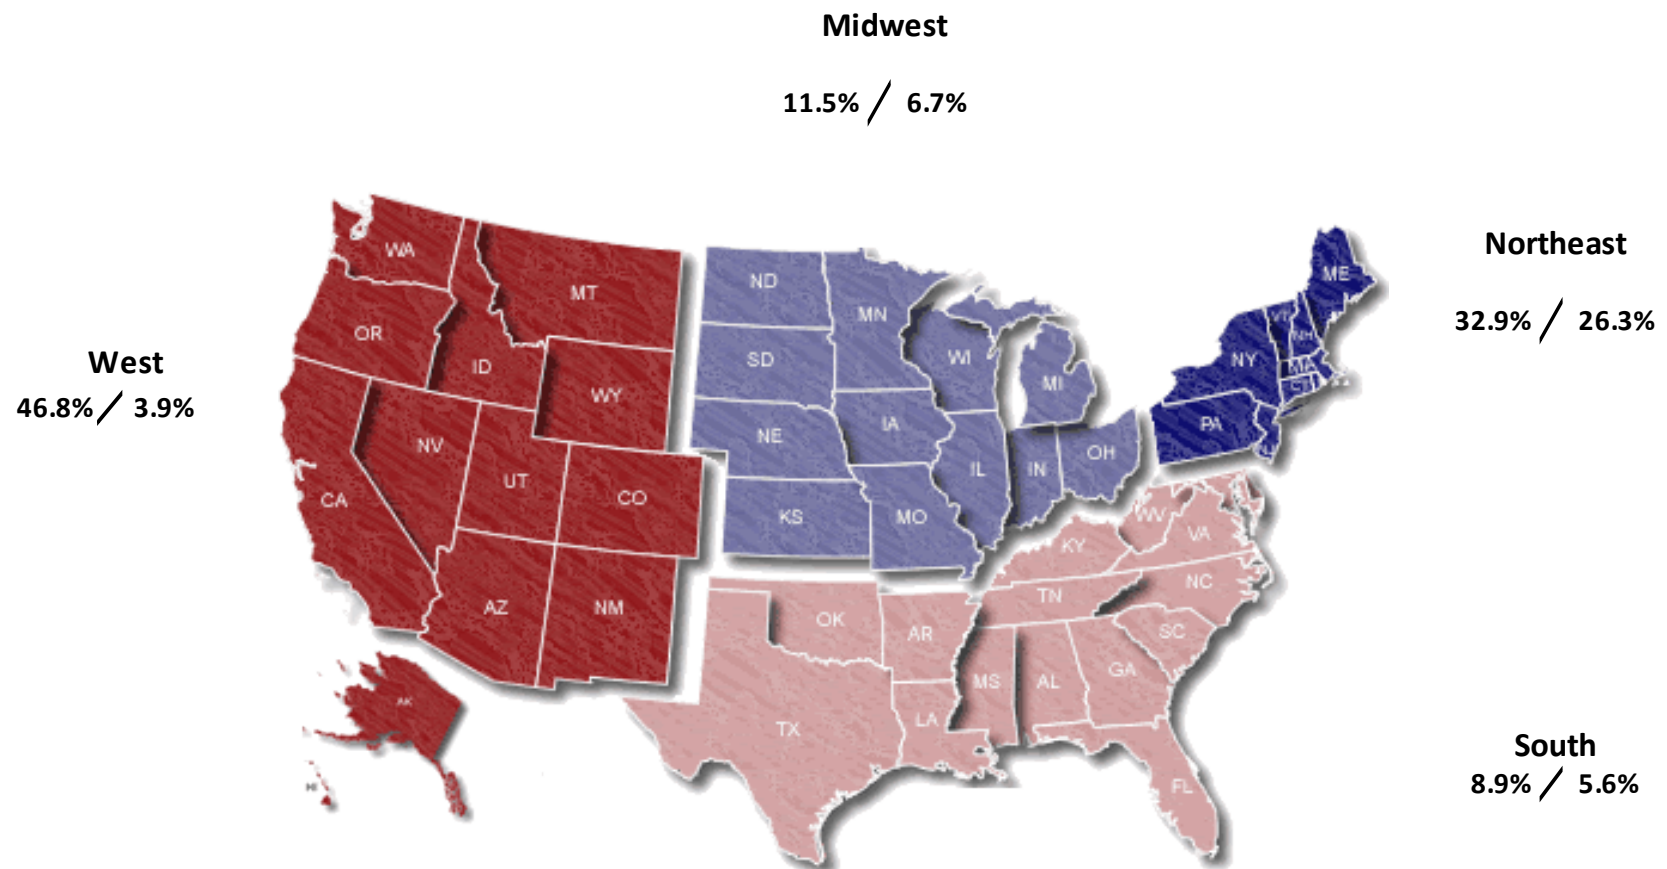 Midwest
11.5% / 6.7%
Northeast
32.9% / 26.3%
West
46.8% / 3.9%
South
8.9% / 5.6%
WA
MT
OR
ID
WY
NV
UT
CO
CA
AZ
NM
AK
HI
ND
MN
SD
WI
MI
NE
IA
IL
IN
OH
KS
MO
ME
VT
NH
NY
MA
CT
PA
NJ
WV
VA
KY
NC
TN
OK
AR
SC
MS
AL
GA
LA
TX
FL